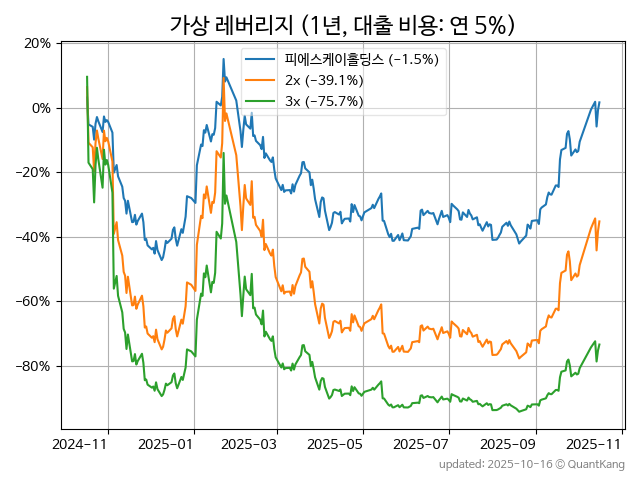 가상 레버리지 (1년, 대출 비용: 연 5%)
피에스케이홀딩스 (−1.5%)
2x (−39.1%)
3x (−75.7%)
20%
0%
−20%
−40%
−60%
−80%
2024-11
2025-01
2025-03
2025-05
2025-07
2025-09
2025-11
updated: 2025-10-16 © QuantKang